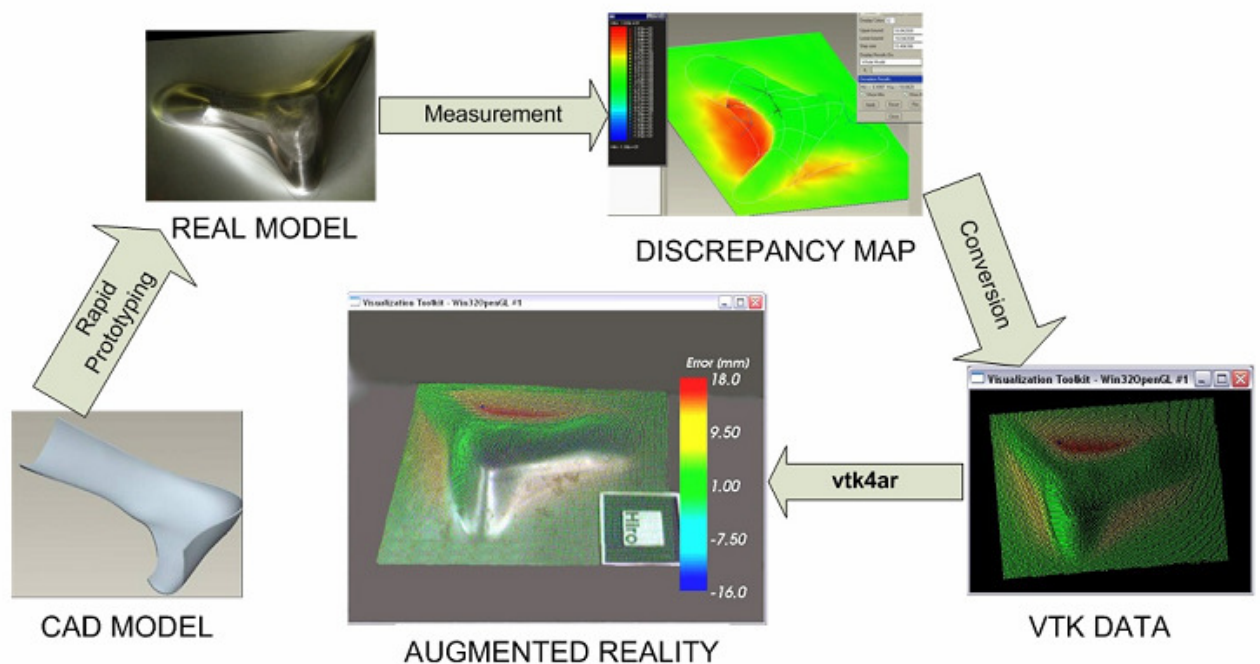 Measurement
REAL MODEL
DISCREPANCY MAP
Rapid
Prototyping
Conversion
Visualization Toolkit - Win32OpenGL #1
Error (mm)
18.0
9.50
1.00
-7.50
-16.0
Hiro
vtk4ar
Visualization Toolkit - Win32OpenGL #1
CAD MODEL
AUGMENTED REALITY
VTK DATA